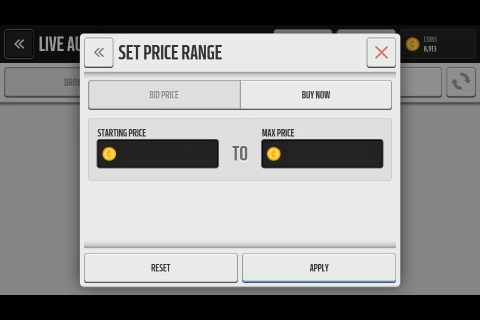 LIVE AU
SET PRICE RANGE
COINS
8,913
BROW
BID PRICE
BUY NOW
STARTING PRICE
MAX PRICE
TO
RESET
APPLY